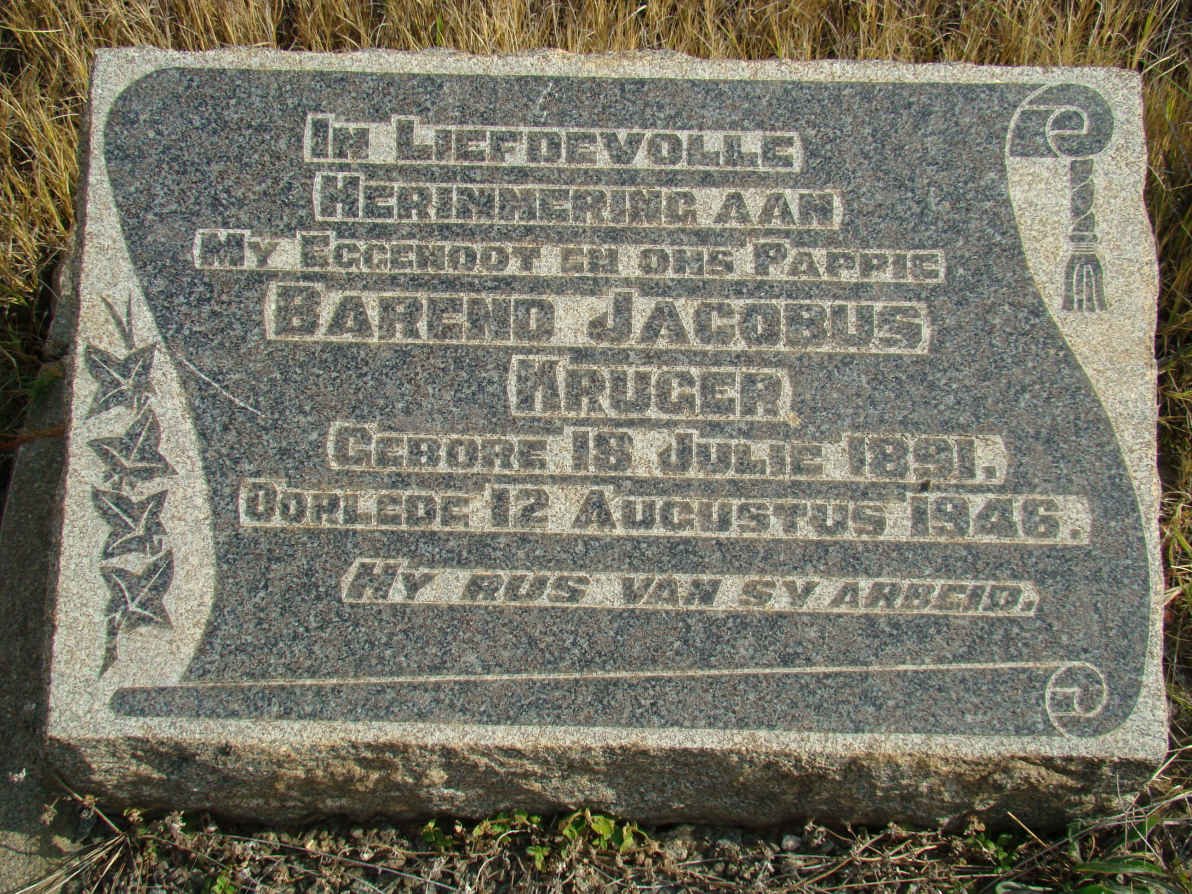 In Liefdevolle
Herinnering aan
My Eggenoot en ons Pappie
Barend Jacobus
Kruger
Gebore 18 Julie 1891.
Oorlede 12 Augustus 1946.
Hy rus van sy arbeid.